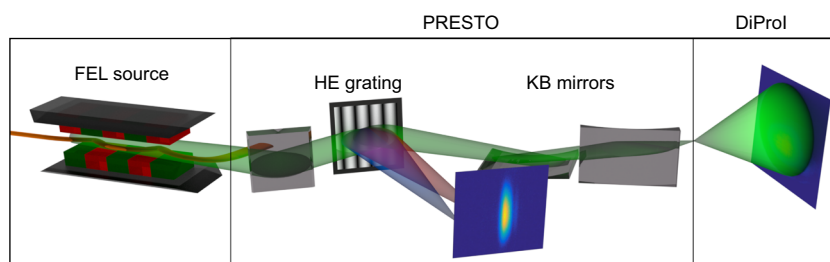 PRESTO
DiProI
FEL source
HE grating
KB mirrors